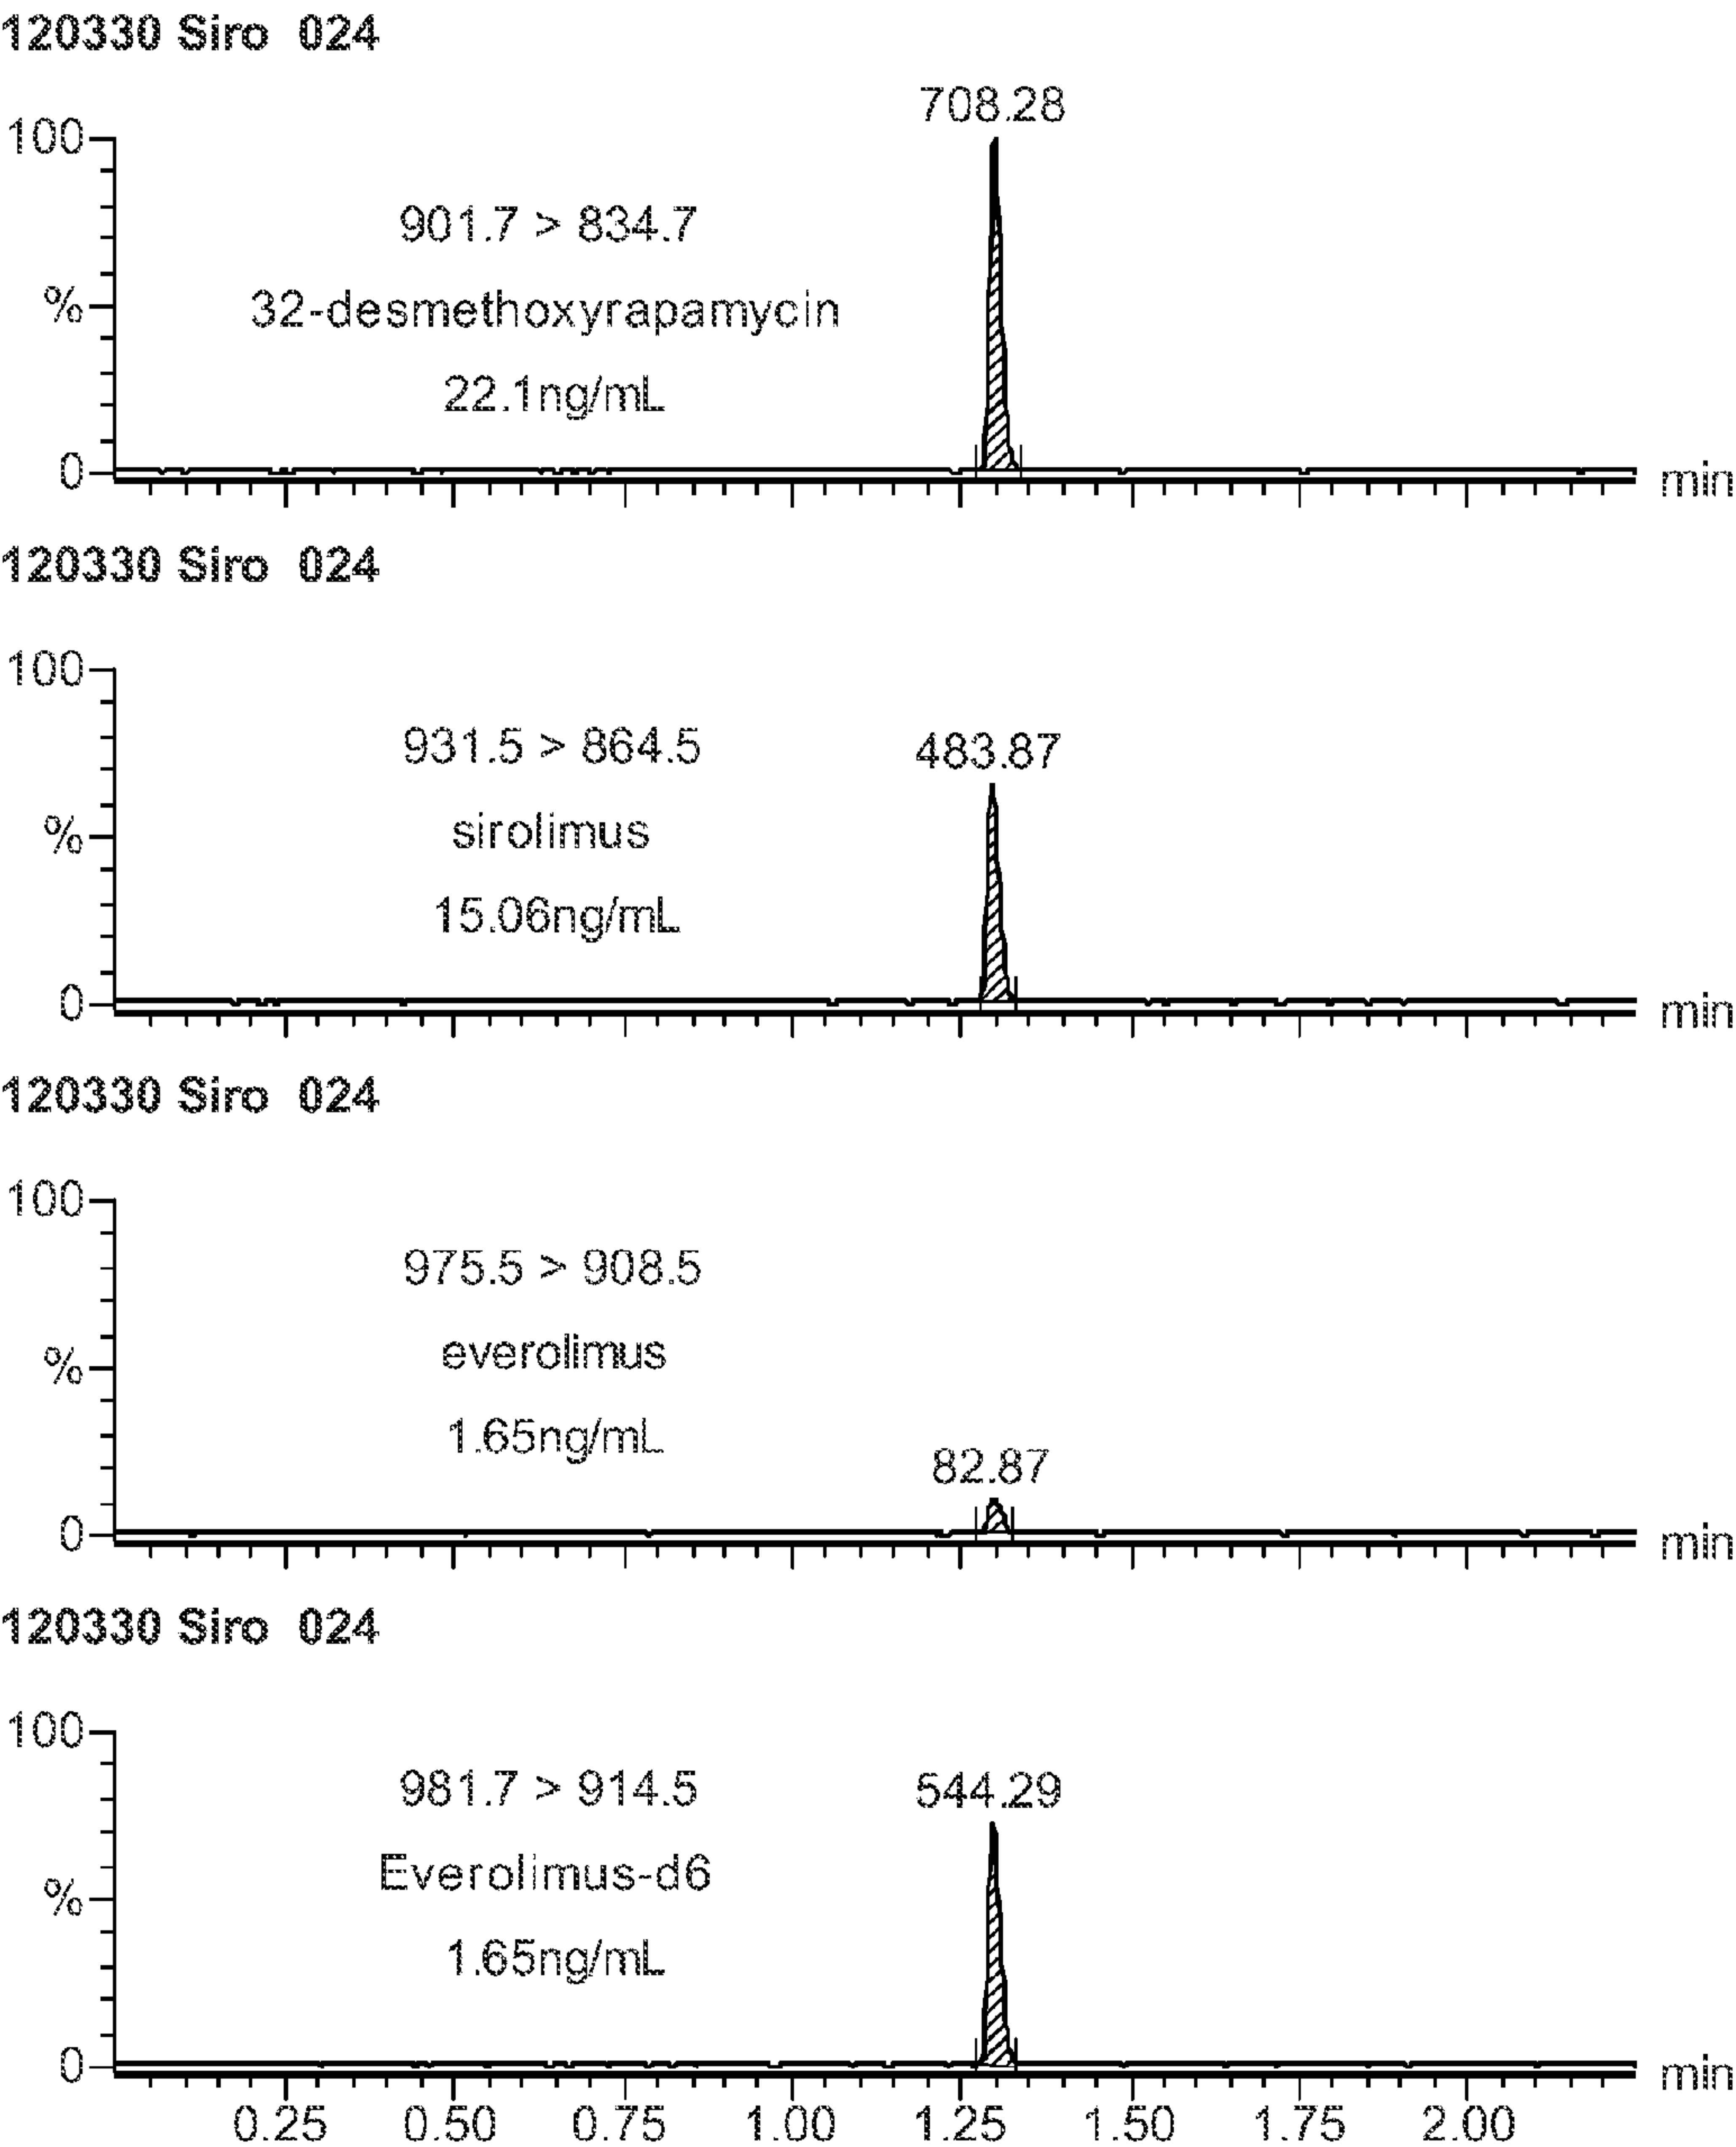 120330 Siro 024
708.28
100
901.7 > 834.7
%
32-desmethoxyrapamycin
22.1ng/mL
0
min
120330 Siro 024
100
931.5 > 864.5
483.87
%
sirolimus
15.06ng/mL
0
min
120330 Siro 024
100
975.5 > 908.5
%
everolimus
1.65ng/mL
82.87
0
min
120330 Siro 024
100
981.7 > 914.5
544.29
%
Everolimus-d6
1.65ng/mL
0
min
0.25 0.50 0.75 1.00 1.25 1.50 1.75 2.00